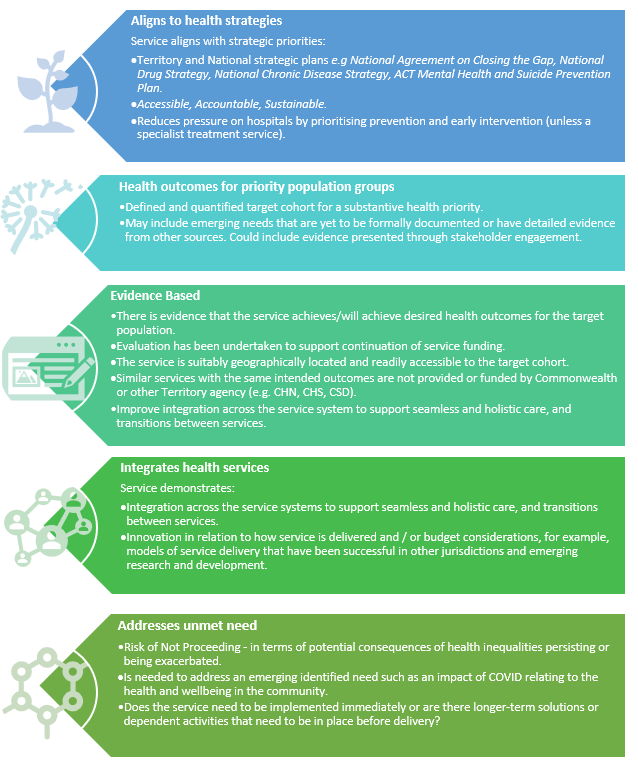 Aligns to health strategies
Service aligns with strategic priorities:
•Territory and National strategic plans e.g National Agreement on Closing the Gap, National
Drug Strategy, National Chronic Disease Strategy, ACT Mental Health and Suicide Prevention
Plan.
•Accessible, Accountable, Sustainable.
•Reduces pressure on hospitals by prioritising prevention and early intervention (unless a
specialist treatment service).
Health outcomes for priority population groups
•Defined and quantified target cohort for a substantive health priority.
•May include emerging needs that are yet to be formally documented or have detailed evidence
from other sources. Could include evidence presented through stakeholder engagement.
Evidence Based
•There is evidence that the service achieves/will achieve desired health outcomes for the target
population.
•Evaluation has been undertaken to support continuation of service funding.
•The service is suitably geographically located and readily accessible to the target cohort.
•Similar services with the same intended outcomes are not provided or funded by Commonwealth
or other Territory agency (e.g. CHN, CHS, CSD).
•Improve integration across the service system to support seamless and holistic care, and
transitions between services.
Integrates health services
Service demonstrates:
•Integration across the service systems to support seamless and holistic care, and transitions
between services.
•Innovation in relation to how service is delivered and / or budget considerations, for example,
models of service delivery that have been successful in other jurisdictions and emerging
research and development.
Addresses unmet need
•Risk of Not Proceeding - in terms of potential consequences of health inequalities persisting or
being exacerbated.
•Is needed to address an emerging identified need such as an impact of COVID relating to the
health and wellbeing in the community.
•Does the service need to be implemented immediately or are there longer-term solutions or
dependent activities that need to be in place before delivery?